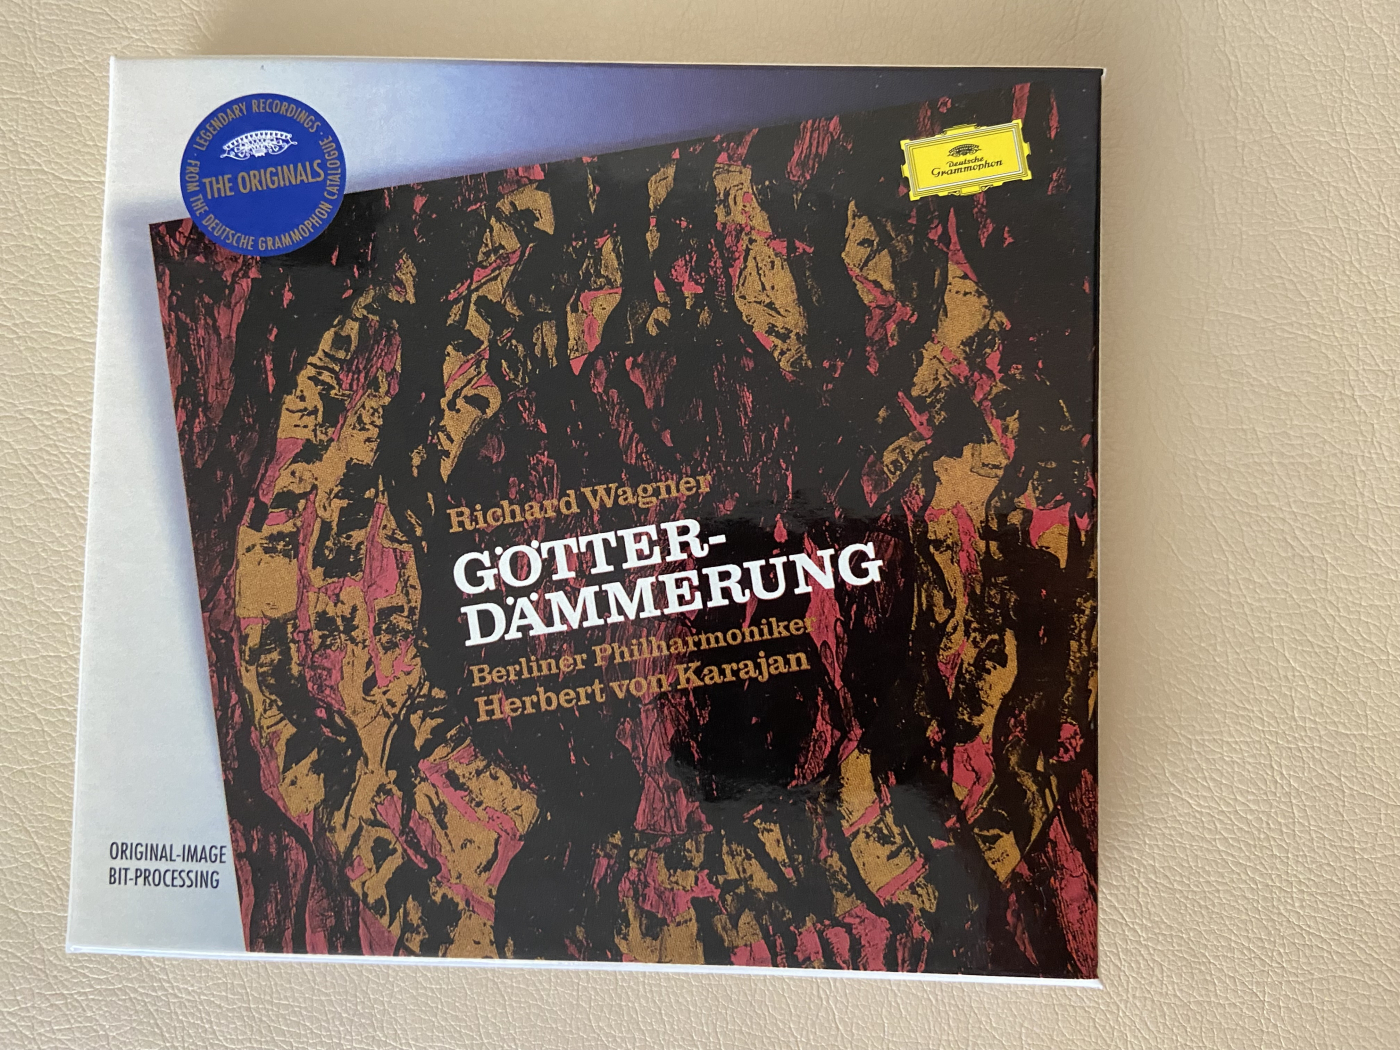 LEGENDARY RECORDINGS · FROM THE DEUTSCHE GRAMMOPHON CATALOGUE ·
THE ORIGINALS
Deutsche
Grammophon
Richard Wagner
GÖTTER-
DÄMMERUNG
Berliner Philharmoniker
Herbert von Karajan
ORIGINAL-IMAGE
BIT-PROCESSING